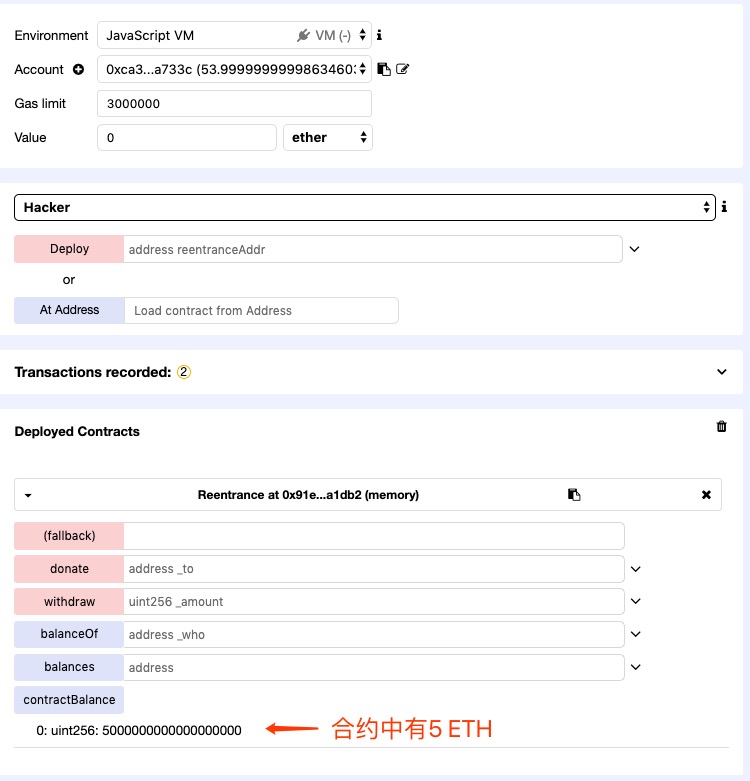 Environment JavaScript VM VM (-) i
Account 0xca3...a733c (53.9999999999863460:
Gas limit 3000000
Value 0 ether
Hacker i
Deploy address reentranceAddr
or
At Address Load contract from Address
Transactions recorded: 2
Deployed Contracts
Reentrance at 0x91e...a1db2 (memory)
(fallback)
donate address _to
withdraw uint256 _amount
balanceOf address _who
balances address
contractBalance
0: uint256: 5000000000000000000 合约中有5 ETH